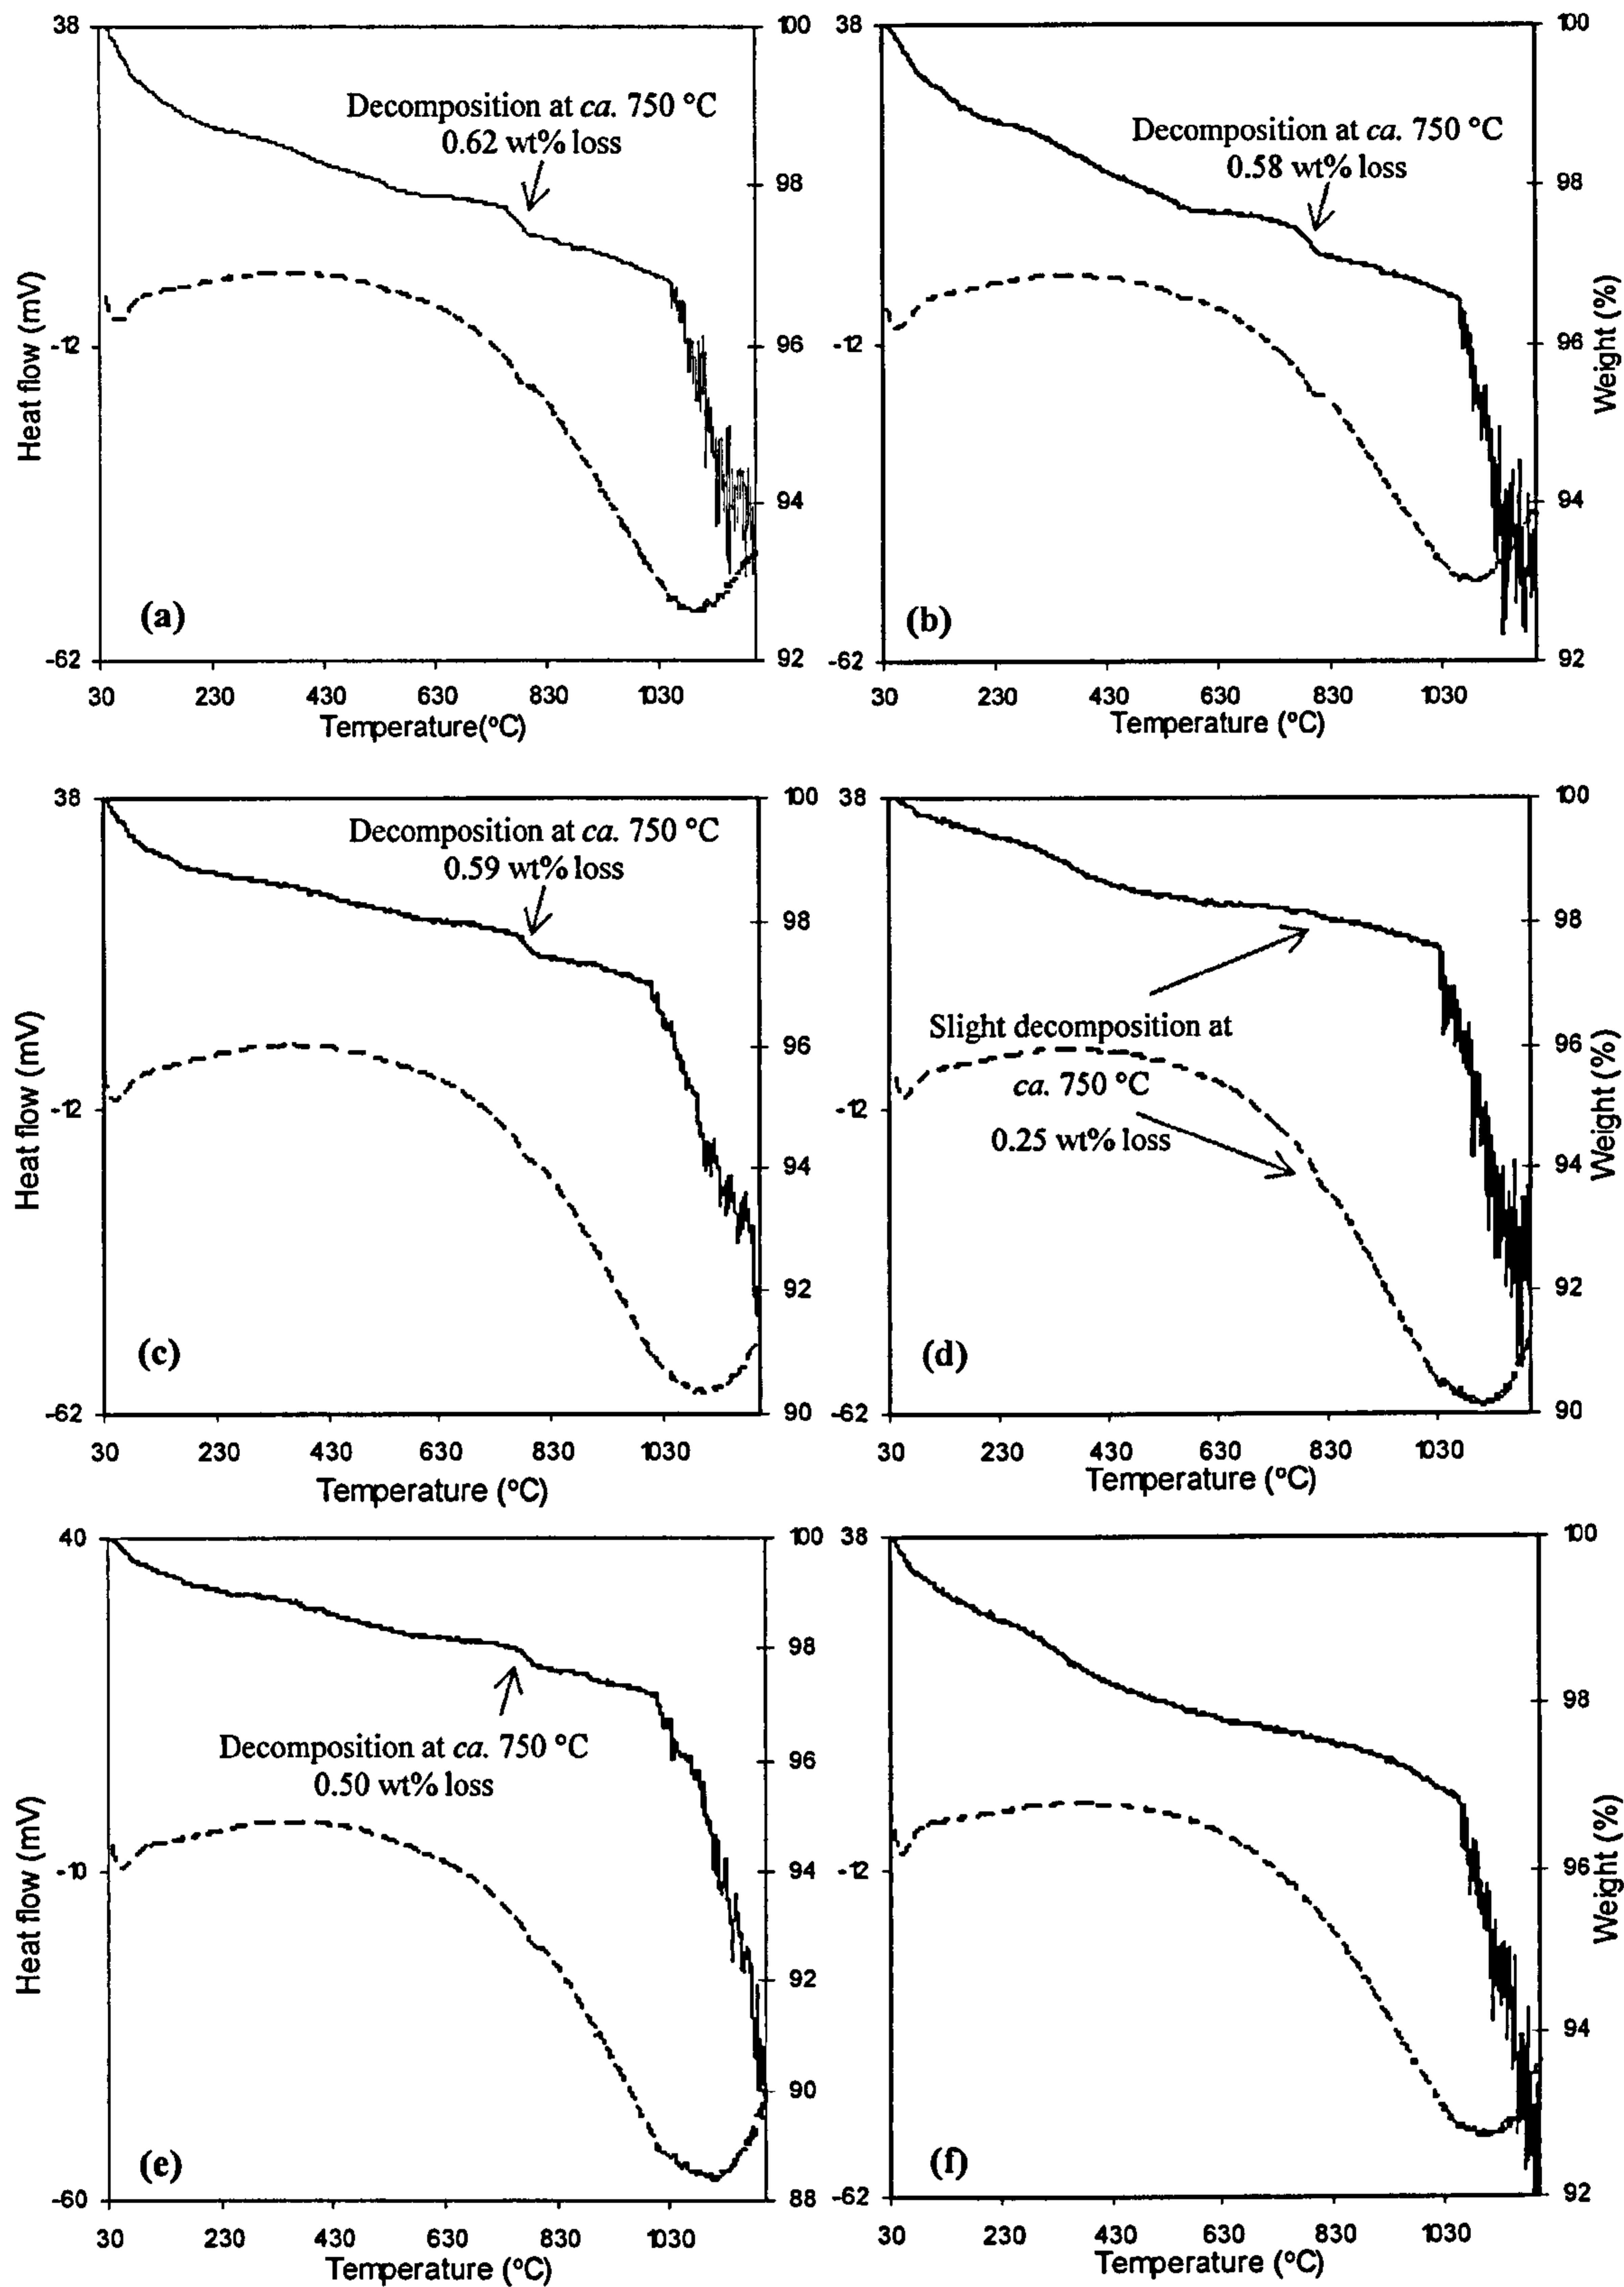 38
100
Decomposition at ca. 750 °C
0.62 wt% loss
98
Heat flow (mV)
-12
96
94
(a)
-62
92
30 230 430 630 830 1030
Temperature(°C)
38
100
Decomposition at ca. 750 °C
0.58 wt% loss
98
-12
96
Weight (%)
94
(b)
-62
92
30 230 430 630 830 1030
Temperature (°C)
38
100
Decomposition at ca. 750 °C
0.59 wt% loss
98
Heat flow (mV)
96
-12
94
92
(c)
-62
90
30 230 430 630 830 1030
Temperature (°C)
100
98
Slight decomposition at
96
ca. 750 °C
-12
0.25 wt% loss
Weight (%)
94
92
(d)
-62
90
30 230 430 630 830 1030
Temperature (°C)
40
100
98
Decomposition at ca. 750 °C
0.50 wt% loss
96
Heat flow (mV)
-10
94
92
90
(e)
-60
88
30 230 430 630 830 1030
Temperature (°C)
38
100
98
-12
96
Weight (%)
94
(f)
-62
92
30 230 430 630 830 1030
Temperature (°C)